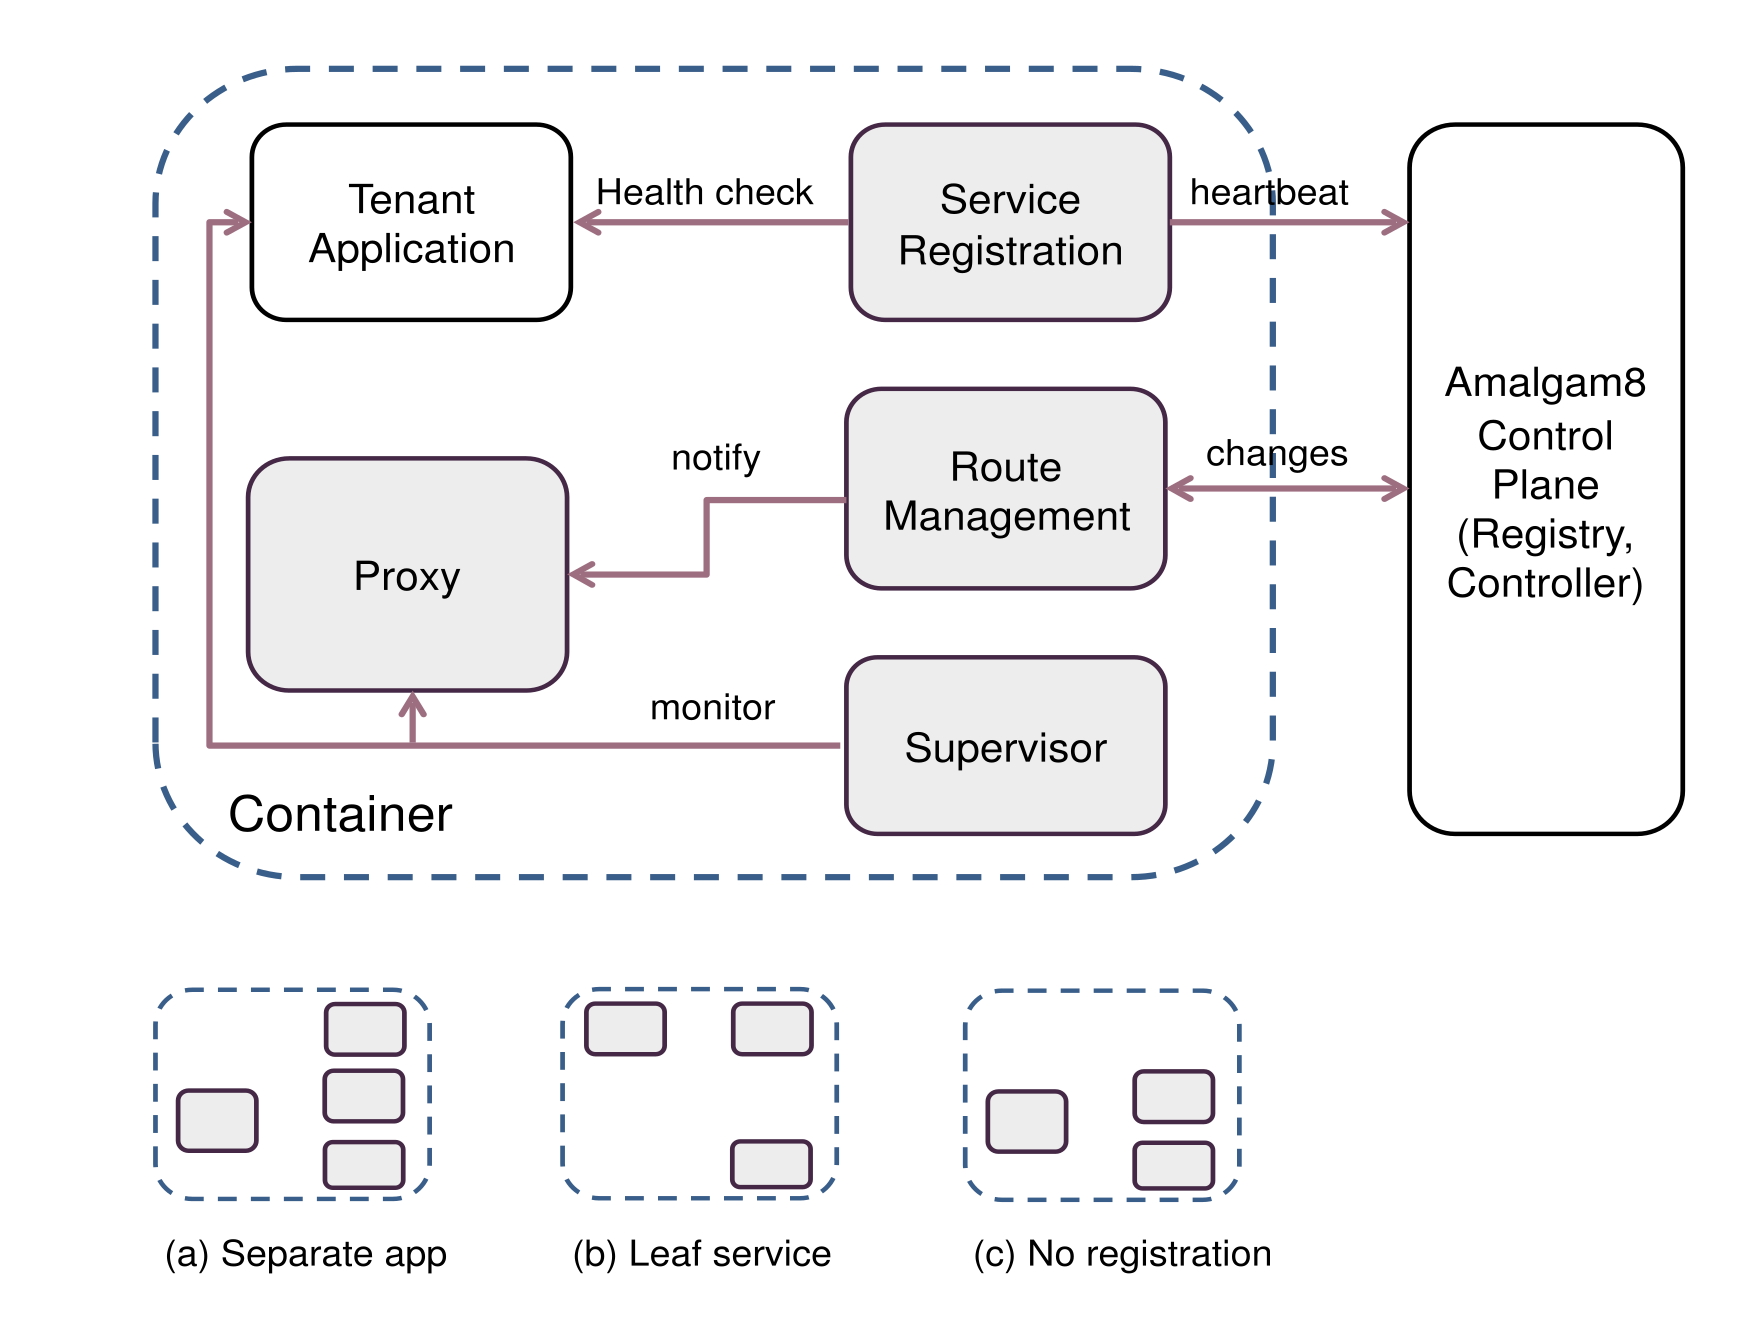 Tenant
Application
Health check
Service
Registration
heartbeat
Amalgam8
Control
Plane
(Registry,
Controller)
Route
Management
changes
notify
Proxy
monitor
Supervisor
Container
(a) Separate app
(b) Leaf service
(c) No registration